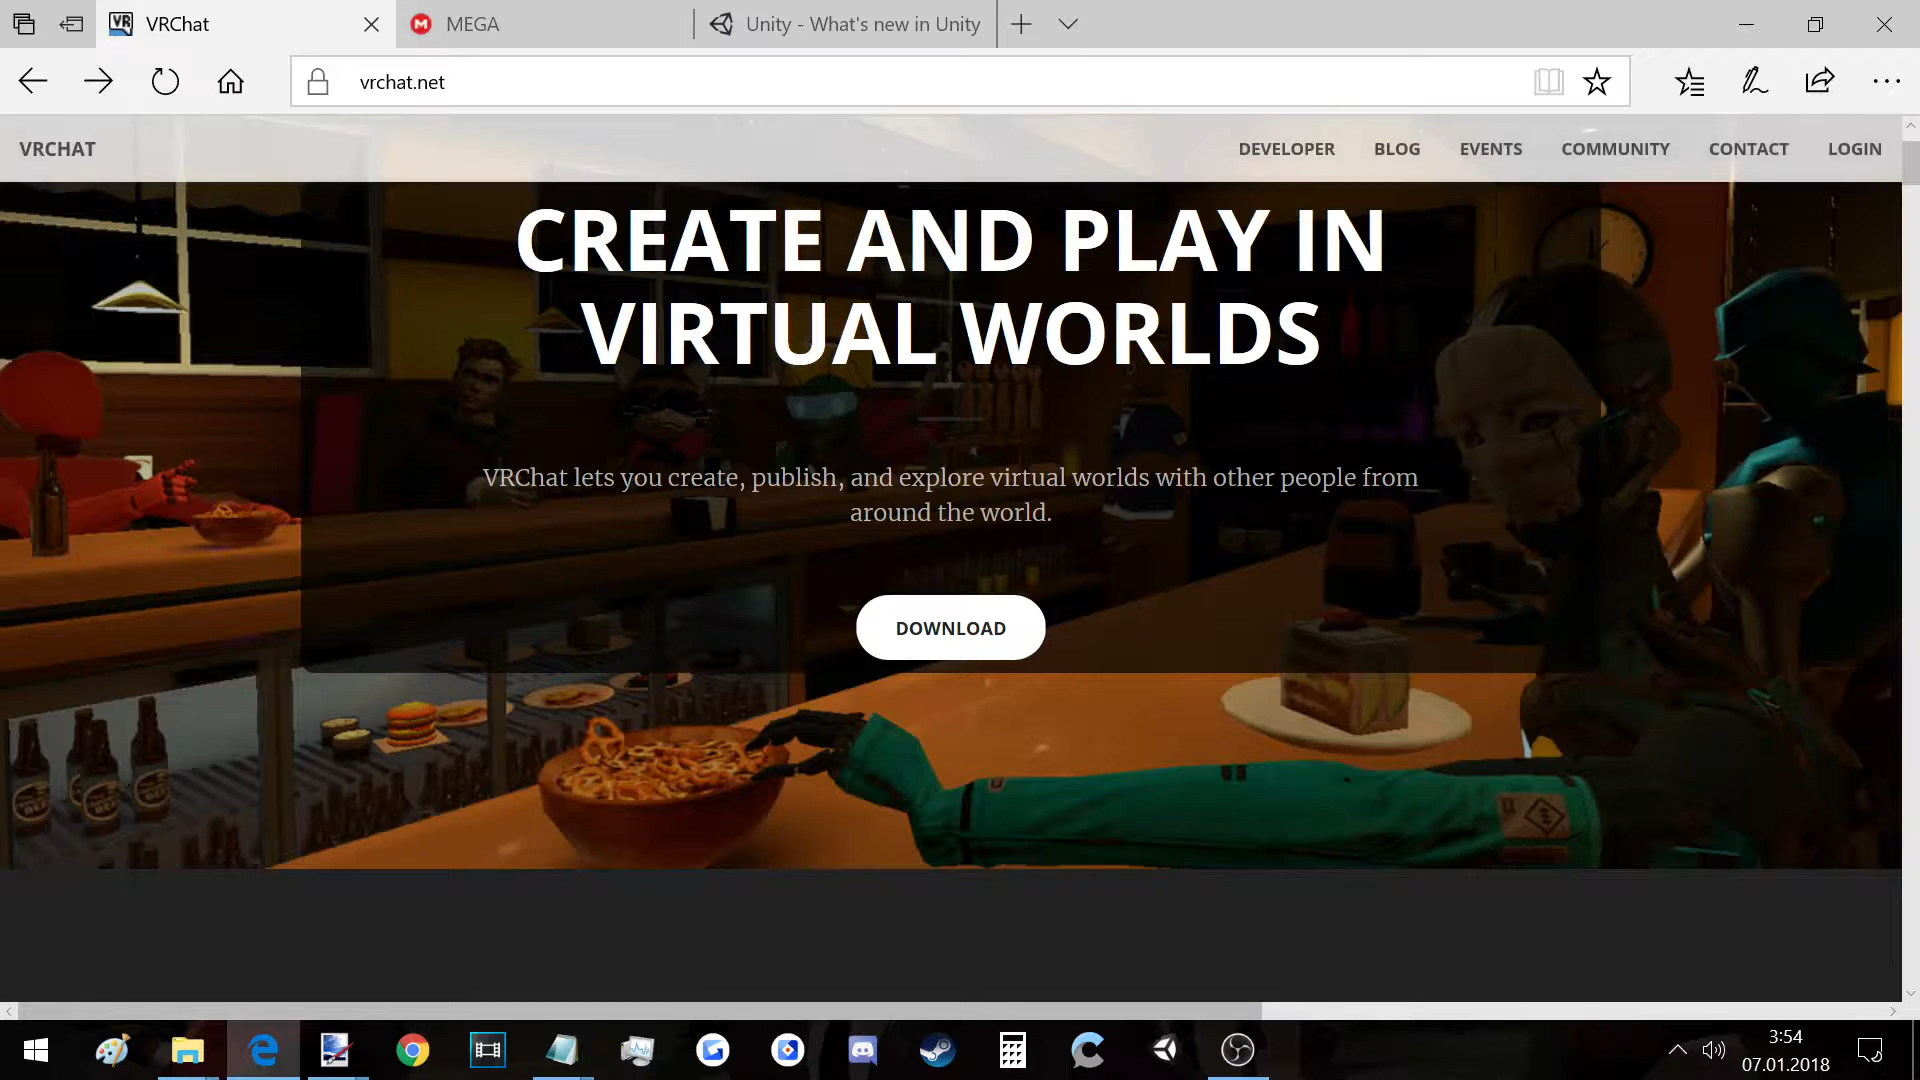 VRChat
MEGA
Unity - What's new in Unity
vrchat.net
VRCHAT
DEVELOPER
BLOG
EVENTS
COMMUNITY
CONTACT
LOGIN
CREATE AND PLAY IN
VIRTUAL WORLDS
VRChat lets you create, publish, and explore virtual worlds with other people from
around the world.
DOWNLOAD
3:54
07.01.2018